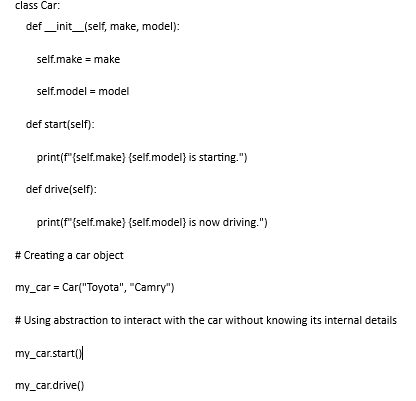 class Car:
def __init__(self, make, model):
self.make = make
self.model = model
def start(self):
print(f"{self.make} {self.model} is starting.")
def drive(self):
print(f"{self.make} {self.model} is now driving.")
# Creating a car object
my_car = Car("Toyota", "Camry")
# Using abstraction to interact with the car without knowing its internal details
my_car.start()
my_car.drive()